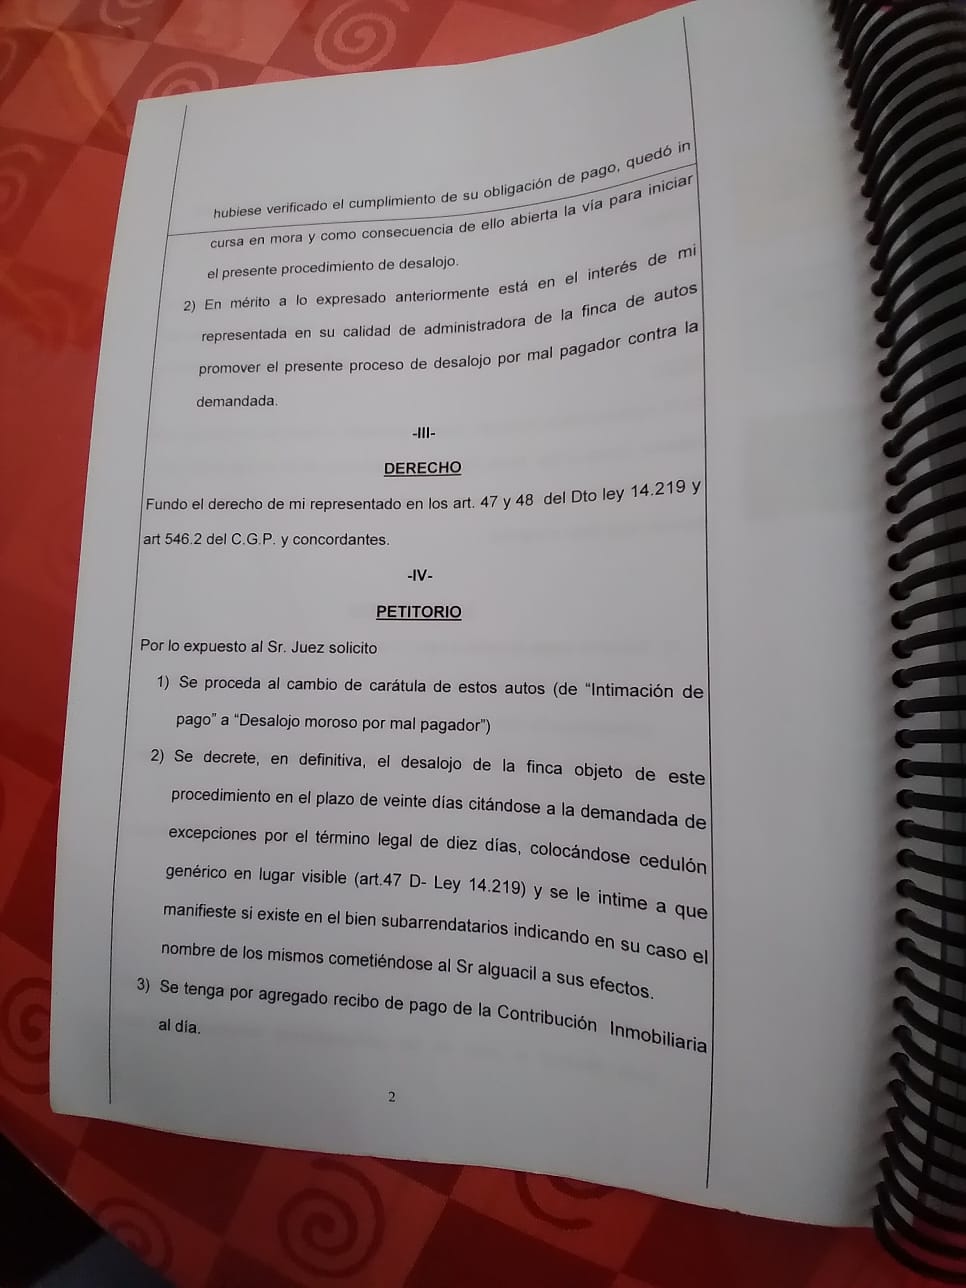 hubiese verificado el cumplimiento de su obligación de pago, quedó in
cursa en mora y como consecuencia de ello abierta la vía para iniciar
el presente procedimiento de desalojo.
2) En mérito a lo expresado anteriormente está en el interés de mi
representada en su calidad de administradora de la finca de autos
promover el presente proceso de desalojo por mal pagador contra la
demandada.
-III-
DERECHO
Fundo el derecho de mi representado en los art. 47 y 48 del Dto ley 14.219 y
art 546.2 del C.G.P. y concordantes.
-IV-
PETITORIO
Por lo expuesto al Sr. Juez solicito
1) Se proceda al cambio de carátula de estos autos (de “Intimación de
pago” a “Desalojo moroso por mal pagador”)
2) Se decrete, en definitiva, el desalojo de la finca objeto de este
procedimiento en el plazo de veinte días citándose a la demandada de
excepciones por el término legal de diez días, colocándose cedulón
genérico en lugar visible (art.47 D- Ley 14.219) y se le intime a que
manifieste si existe en el bien subarrendatarios indicando en su caso el
nombre de los mismos cometiéndose al Sr alguacil a sus efectos.
3) Se tenga por agregado recibo de pago de la Contribución Inmobiliaria
al día.
2